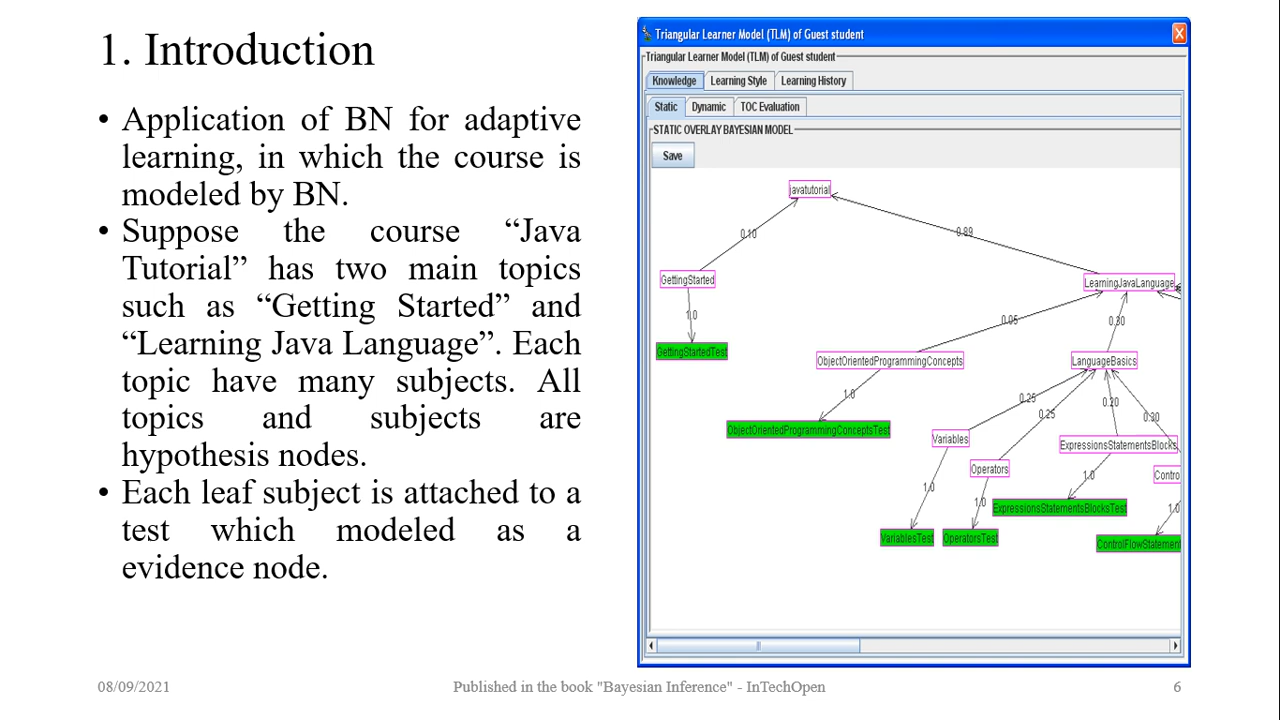 1. Introduction
• Application of BN for adaptive
learning, in which the course is
modeled by BN.
• Suppose the course “Java
Tutorial” has two main topics
such as “Getting Started” and
“Learning Java Language”. Each
topic have many subjects. All
topics and subjects are
hypothesis nodes.
• Each leaf subject is attached to a
test which modeled as a
evidence node.
Triangular Learner Model (TLM) of Guest student
Triangular Learner Model (TLM) of Guest student
Knowledge Learning Style Learning History
Static Dynamic TOC Evaluation
STATIC OVERLAY BAYESIAN MODEL
Save
javatutorial
0.10 0.89
GettingStarted LearningJavaLanguage
1.0 0.05 0.30
GettingStartedTest ObjectOrientedProgrammingConcepts LanguageBasics
1.0 0.25 0.25 0.20 0.30
ObjectOrientedProgrammingConceptsTest
Variables ExpressionsStatementsBlocks
Operators Contro
1.0 1.0 1.0 1.0
ExpressionsStatementsBlocksTest
VariablesTest OperatorsTest ControlFlowStatement
08/09/2021 Published in the book "Bayesian Inference" - InTechOpen 6